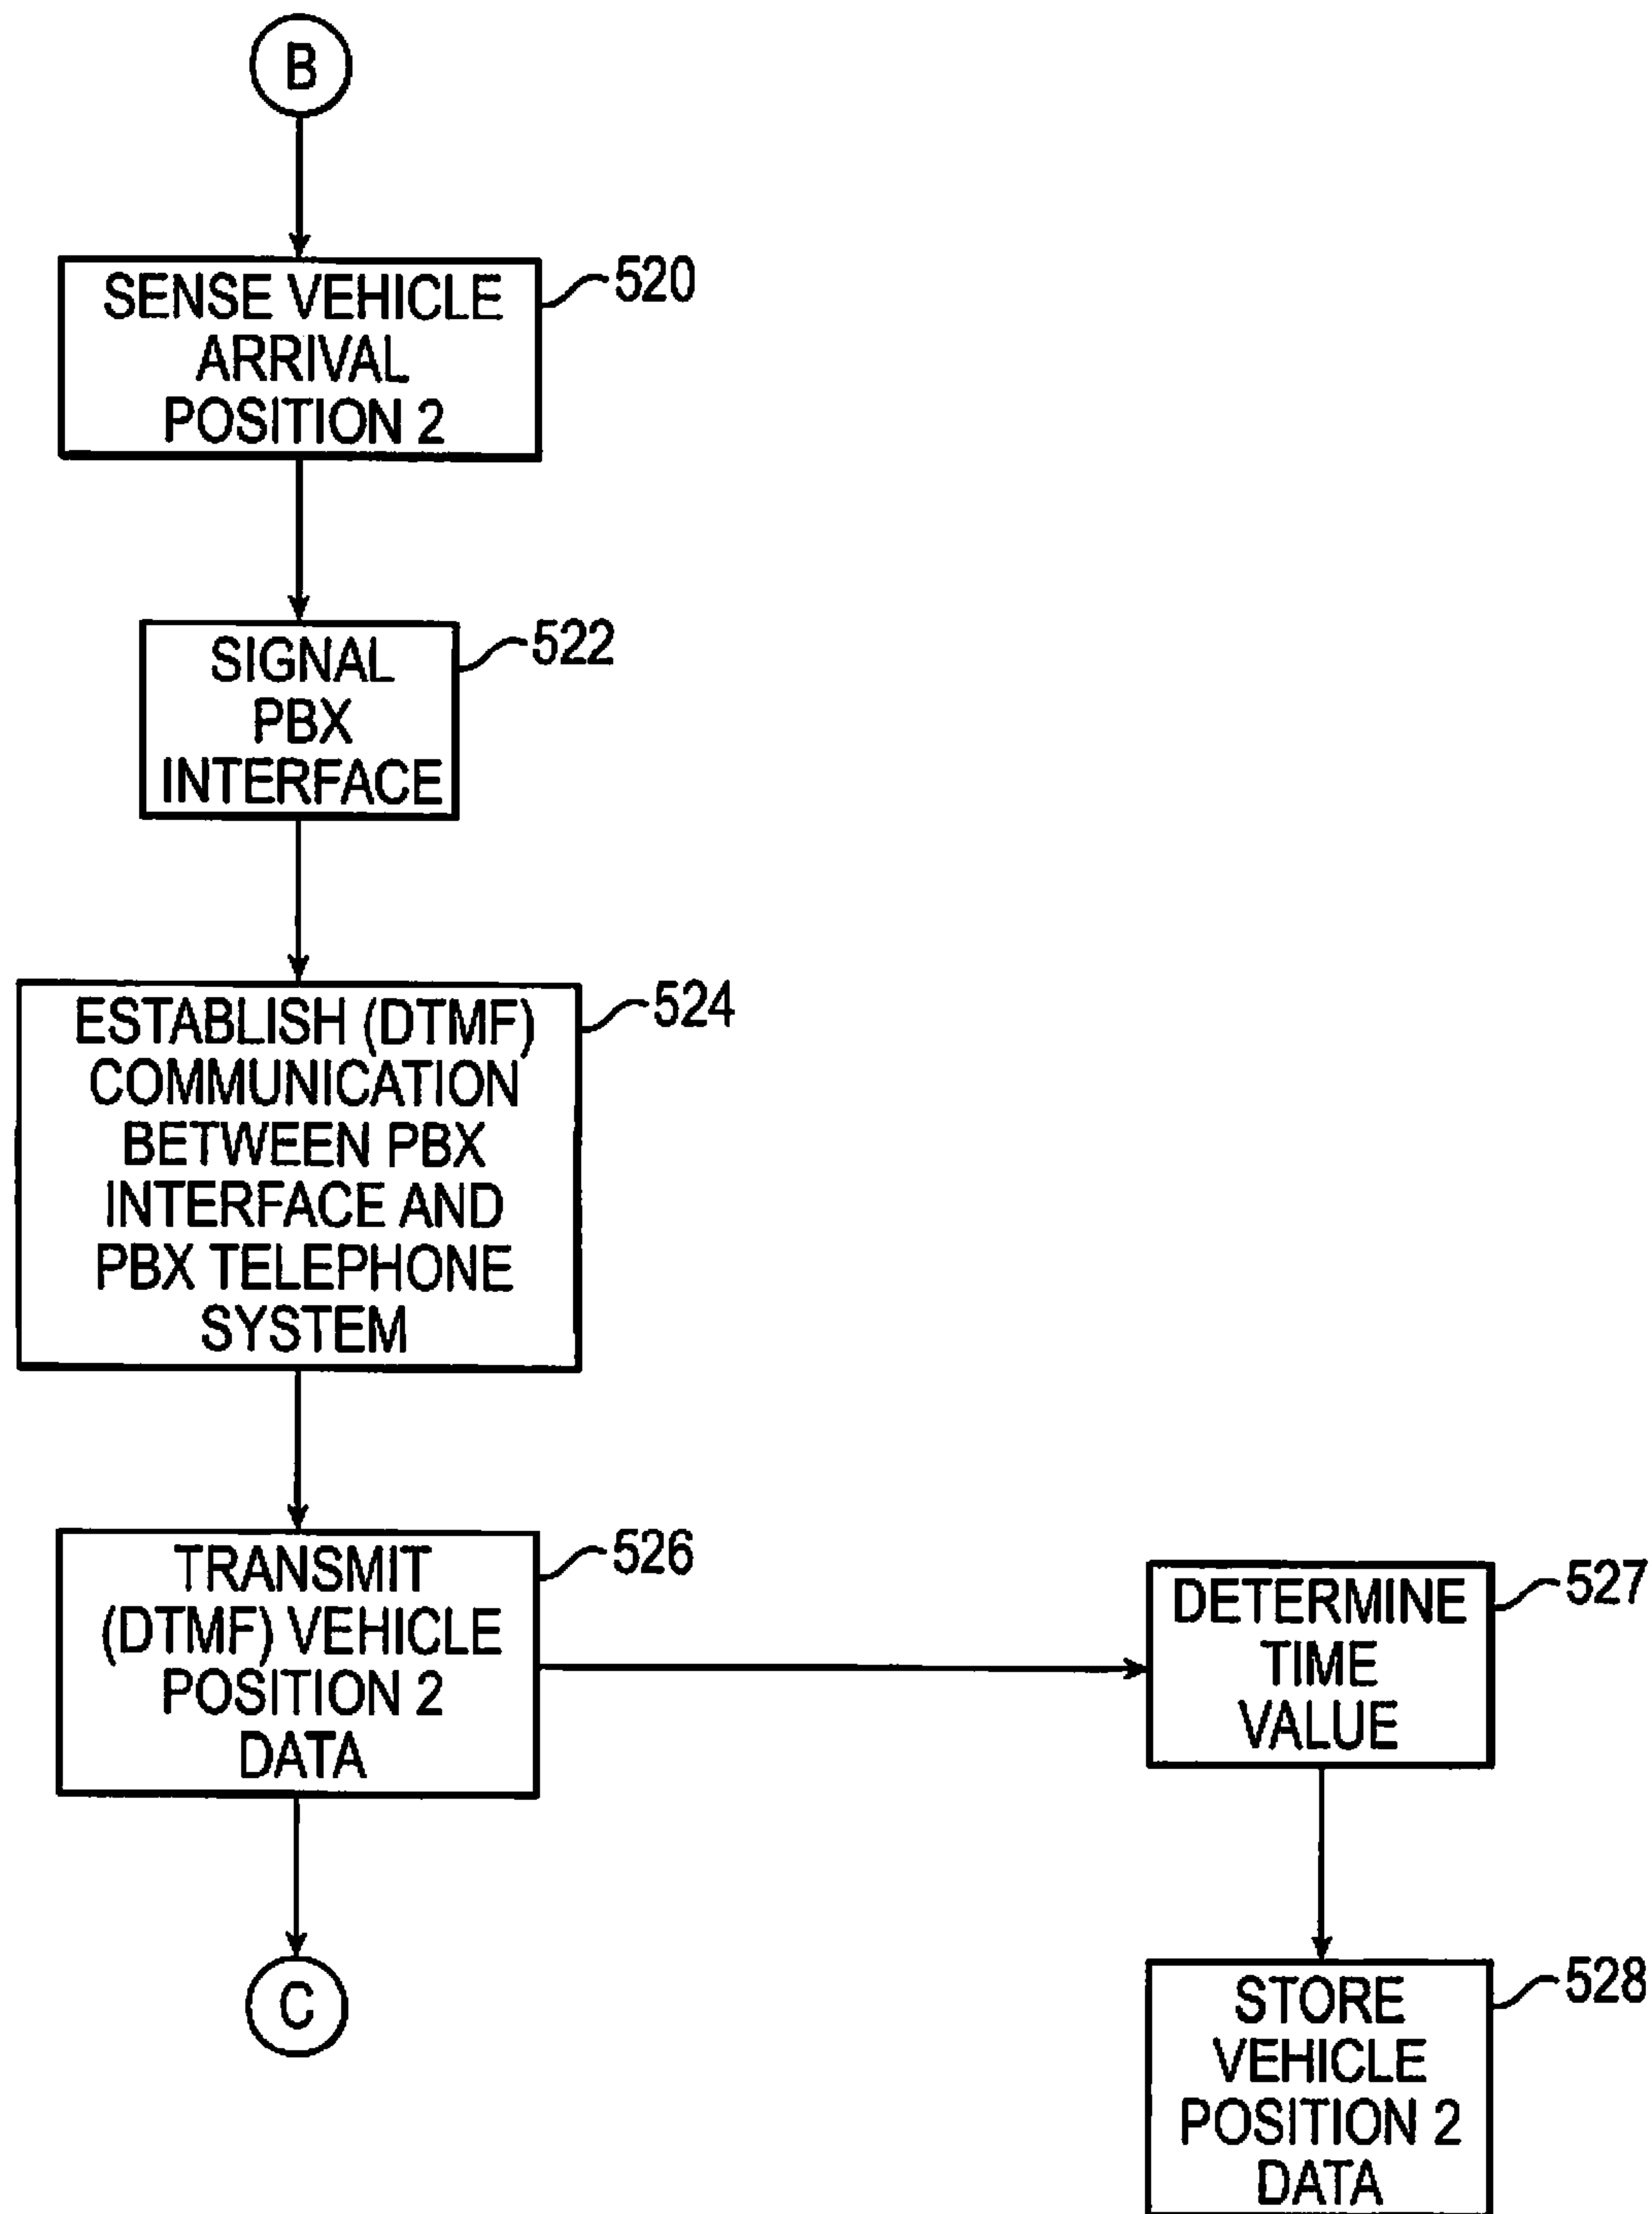 B
SENSE VEHICLE
ARRIVAL
POSITION 2
520
SIGNAL
PBX
INTERFACE
522
ESTABLISH (DTMF)
COMMUNICATION
BETWEEN PBX
INTERFACE AND
PBX TELEPHONE
SYSTEM
524
TRANSMIT
(DTMF) VEHICLE
POSITION 2
DATA
526
DETERMINE
TIME
VALUE
527
C
STORE
VEHICLE
POSITION 2
DATA
528